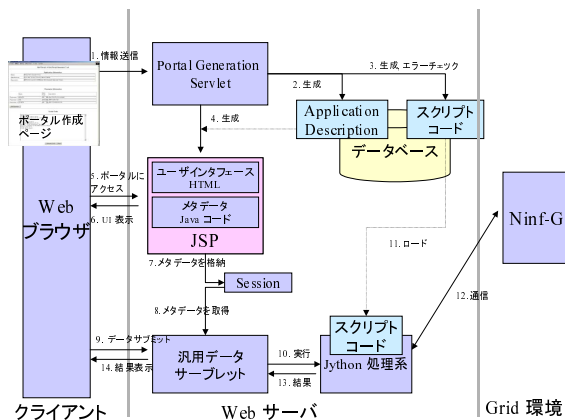 1. 情報送信
Portal Generation
Servlet
3. 生成, エラーチェック
2. 生成
ポータル作成
ページ
4. 生成
Application
Description
スクリプト
コード
データベース
ユーザインタフェース
HTML
メタデータ
Java コード
JSP
5. ポータルに
アクセス
6. UI 表示
Web
ブラウザ
Ninf-G
11. ロード
7. メタデータを格納
Session
12. 通信
8. メタデータを取得
9. データサブミット
14. 結果表示
汎用データ
サーブレット
10. 実行
13. 結果
スクリプト
コード
Jython 処理系
クライアント
Web サーバ
Grid 環境